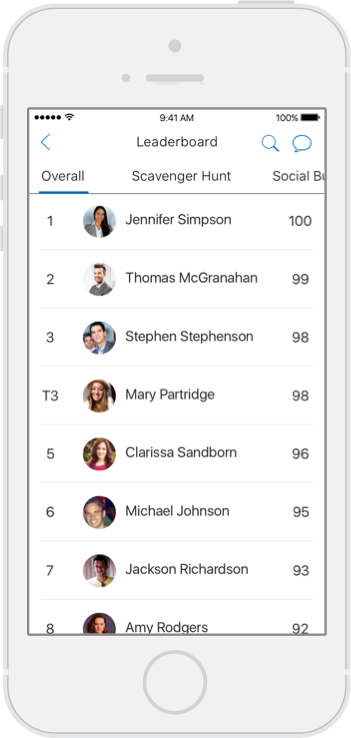 9:41 AM 100%
Leaderboard
Overall Scavenger Hunt Social Bu
1 Jennifer Simpson 100
2 Thomas McGranahan 99
3 Stephen Stephenson 98
T3 Mary Partridge 98
5 Clarissa Sandborn 96
6 Michael Johnson 95
7 Jackson Richardson 93
8 Amy Rodgers 92